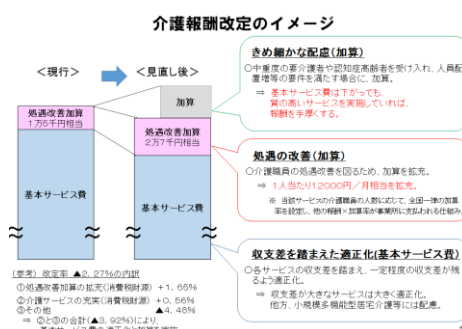 介護報酬改定のイメージ
＜現行＞
＜見直し後＞
加算
処遇改善加算
1万5千円相当
処遇改善加算
2万7千円相当
基本サービス費
基本サービス費
きめ細かな配慮(加算)
○中重度の要介護者や認知症高齢者を受け入れ、人員配
置増等の要件を満たす場合に、加算。
⇒ 基本サービス費は下がっても、
質の高いサービスを実施していれば、
報酬を手厚くする。
処遇の改善(加算)
○介護職員の処遇改善を図るため、加算を拡充。
⇒ 1人当たり12000円／月相当を拡充。
※ 当該サービスの介護職員の人数に応じて、全国一律の加算
率を設定し、他の報酬×加算率が事業所に支払われる仕組み。
収支差を踏まえた適正化(基本サービス費)
○各サービスの収支差を踏まえ、一定程度の収支差が残
るよう適正化。
⇒ 収支差が大きなサービスは大きく適正化。
他方、小規模多機能型居宅介護等には配慮。
(参考) 改定率 ▲2.27%の内訳
①処遇改善加算の拡充(消費税財源) ＋1.65%
②介護サービスの充実(消費税財源) ＋0.56%
③その他 ▲4.48%
⇒ ②と③の合計(▲3.92%)により、
基本サービス費の適正化と加算を実施